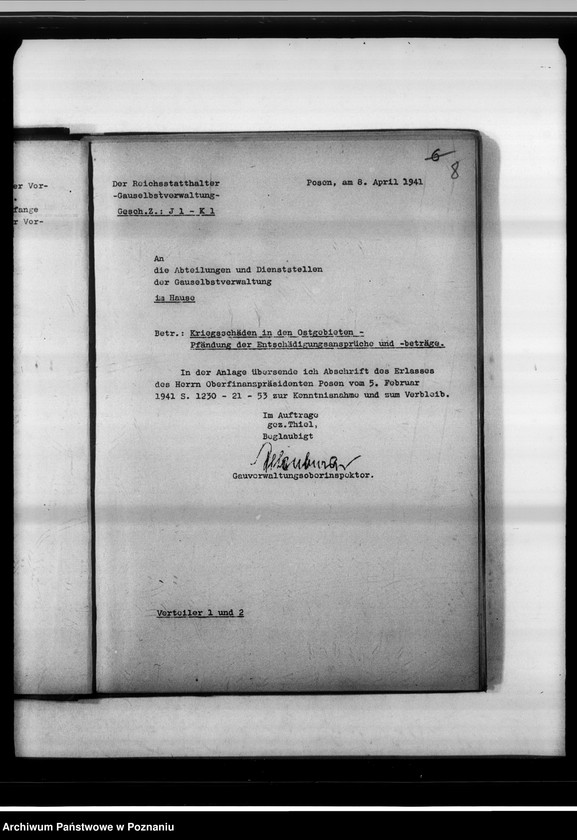 er Vor-
fange
r Vor-
6
8
Der Reichsstatthalter
-Gauselbstverwaltung-
Gesch.Z.: J 1 - K 1
Posen, am 8. April 1941
An
die Abteilungen und Dienststellen
der Gauselbstverwaltung
im Hause
Betr.: Kriegsschäden in den Ostgebieten -
Pfändung der Entschädigungsansprüche und -beträge.
In der Anlage übersende ich Abschrift des Erlasses
des Herrn Oberfinanzpräsidenten Posen vom 5. Februar
1941 S. 1230 - 21 - 53 zur Kenntnisnahme und zum Verbleib.
Im Auftrage
gez.Thiel,
Beglaubigt
Gauverwaltungsoberinspektor.
Verteiler 1 und 2
Archiwum Państwowe w Poznaniu